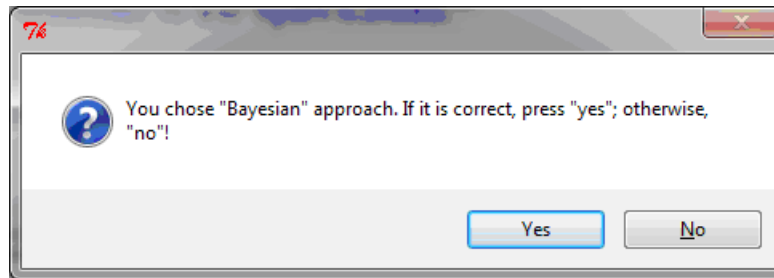 You chose "Bayesian" approach. If it is correct, press "yes"; otherwise,
"no"!
Yes
No